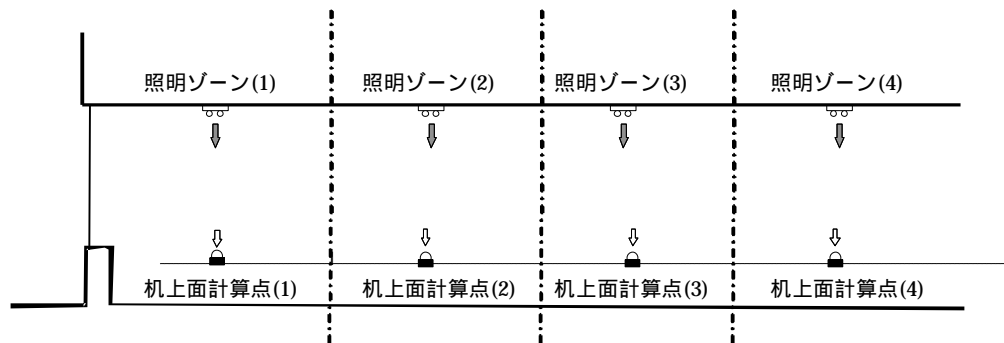 照明ゾーン(1)
照明ゾーン(2)
照明ゾーン(3)
照明ゾーン(4)
机上面計算点(1)
机上面計算点(2)
机上面計算点(3)
机上面計算点(4)